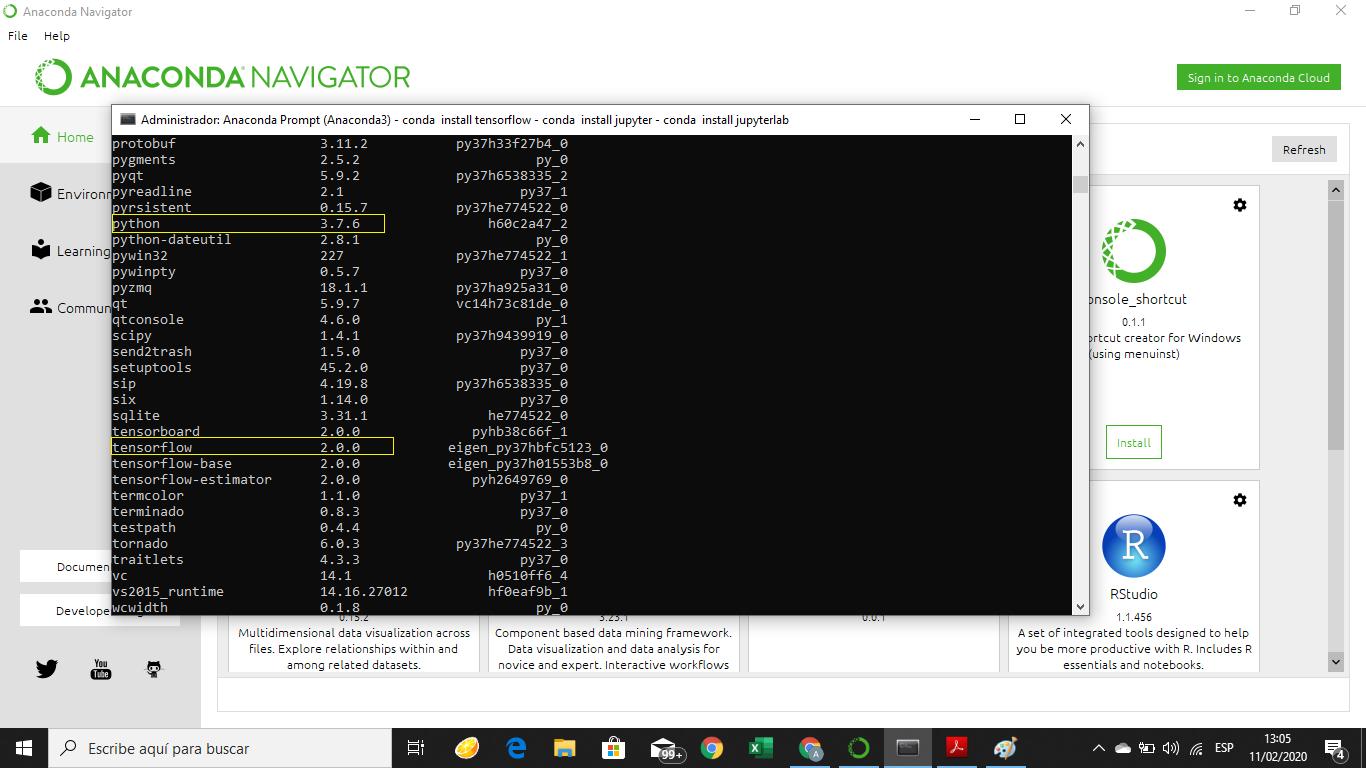 Anaconda Navigator
File Help
ANACONDA NAVIGATOR
Sign in to Anaconda Cloud
Administrador: Anaconda Prompt (Anaconda3) - conda install tensorflow - conda install jupyter - conda install jupyterlab
Home
Environ
Learning
Commun
Documen
Develope
Refresh
protobuf 3.11.2 py37h33f27b4_0
pygments 2.5.2 py_0
pyqt 5.9.2 py37h6538335_2
pyreadline 2.1 py37_1
pyrsistent 0.15.7 py37he774522_0
python 3.7.6 h60c2a47_2
python-dateutil 2.8.1 py_0
pywin32 227 py37he774522_1
pywinpty 0.5.7 py37_0
pyzmq 18.1.1 py37ha925a31_0
qt 5.9.7 vc14h73c81de_0
qtconsole 4.6.0 py_1
scipy 1.4.1 py37h9439919_0
send2trash 1.5.0 py37_0
setuptools 45.2.0 py37_0
sip 4.19.8 py37h6538335_0
six 1.14.0 py37_0
sqlite 3.31.1 he774522_0
tensorboard 2.0.0 pyhb38c66f_1
tensorflow 2.0.0 eigen_py37hbfc5123_0
tensorflow-base 2.0.0 eigen_py37h01553b8_0
tensorflow-estimator 2.0.0 pyh2649769_0
termcolor 1.1.0 py37_1
terminado 0.8.3 py37_0
testpath 0.4.4 py_0
tornado 6.0.3 py37he774522_3
traitlets 4.3.3 py37_0
vc 14.1 h0510ff6_4
vs2015_runtime 14.16.27012 hf0eaf9b_1
wcwidth 0.1.8 py_0
onsole_shortcut
0.1.1
ortcut creator for Windows
(using menuinst)
Install
0.15.2
Multidimensional data visualization across
files. Explore relationships within and
among related datasets.
3.23.1
Component based data mining framework.
Data visualization and data analysis for
novice and expert. Interactive workflows
0.0.1
R
RStudio
1.1.456
A set of integrated tools designed to help
you be more productive with R. Includes R
essentials and notebooks.
You
Tube
Escribe aquí para buscar
99+
A
ESP
13:05
11/02/2020
4